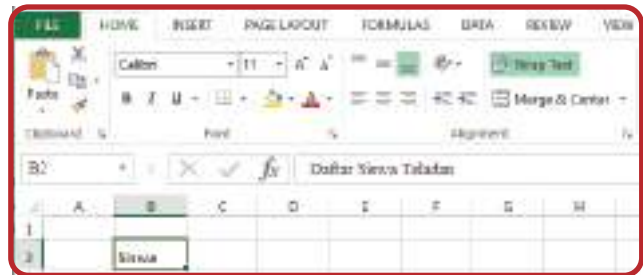 FILE HOME INSERT PAGE LAYOUT FORMULAS DATA REVIEW VIEW
Calibri 11 A A
Wrap Text
Paste B I U A Merge & Center
Clipboard Font Alignment
B2 fx Daftar Siswa Teladan
A B C D E F G H
1
2 Siswa